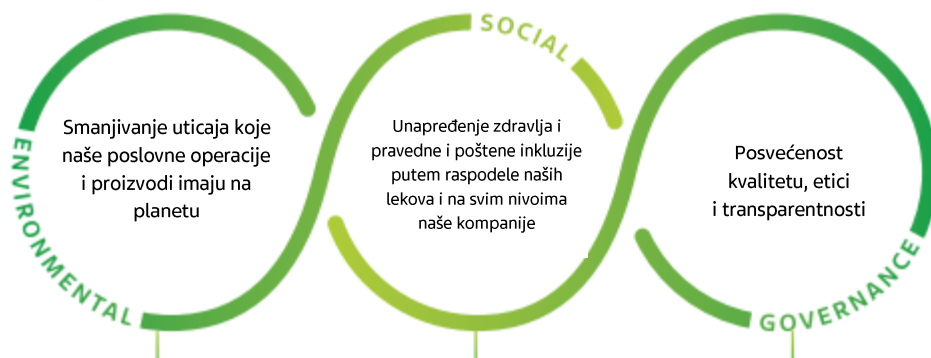 ENVIRONMENTAL
Smanjivanje uticaja koje
naše poslovne operacije
i proizvodi imaju na
planetu
SOCIAL
Unapređenje zdravlja i
pravedne i poštene inkluzije
putem raspodele naših
lekova i na svim nivoima
naše kompanije
GOVERNANCE
Posvećenost
kvalitetu, etici
i transparentnosti